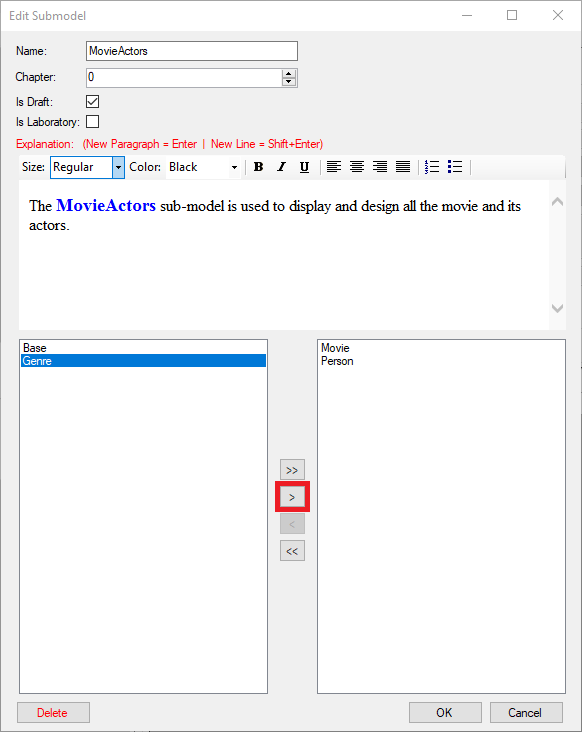 Edit Submodel
Name: MovieActors
Chapter: 0
Is Draft:
Is Laboratory:
Explanation: (New Paragraph = Enter | New Line = Shift+Enter)
Size: Regular Color: Black B I U
The MovieActors sub-model is used to display and design all the movie and its
actors.
Base
Genre
Movie
Person
>>
>
<
<<
Delete
OK
Cancel